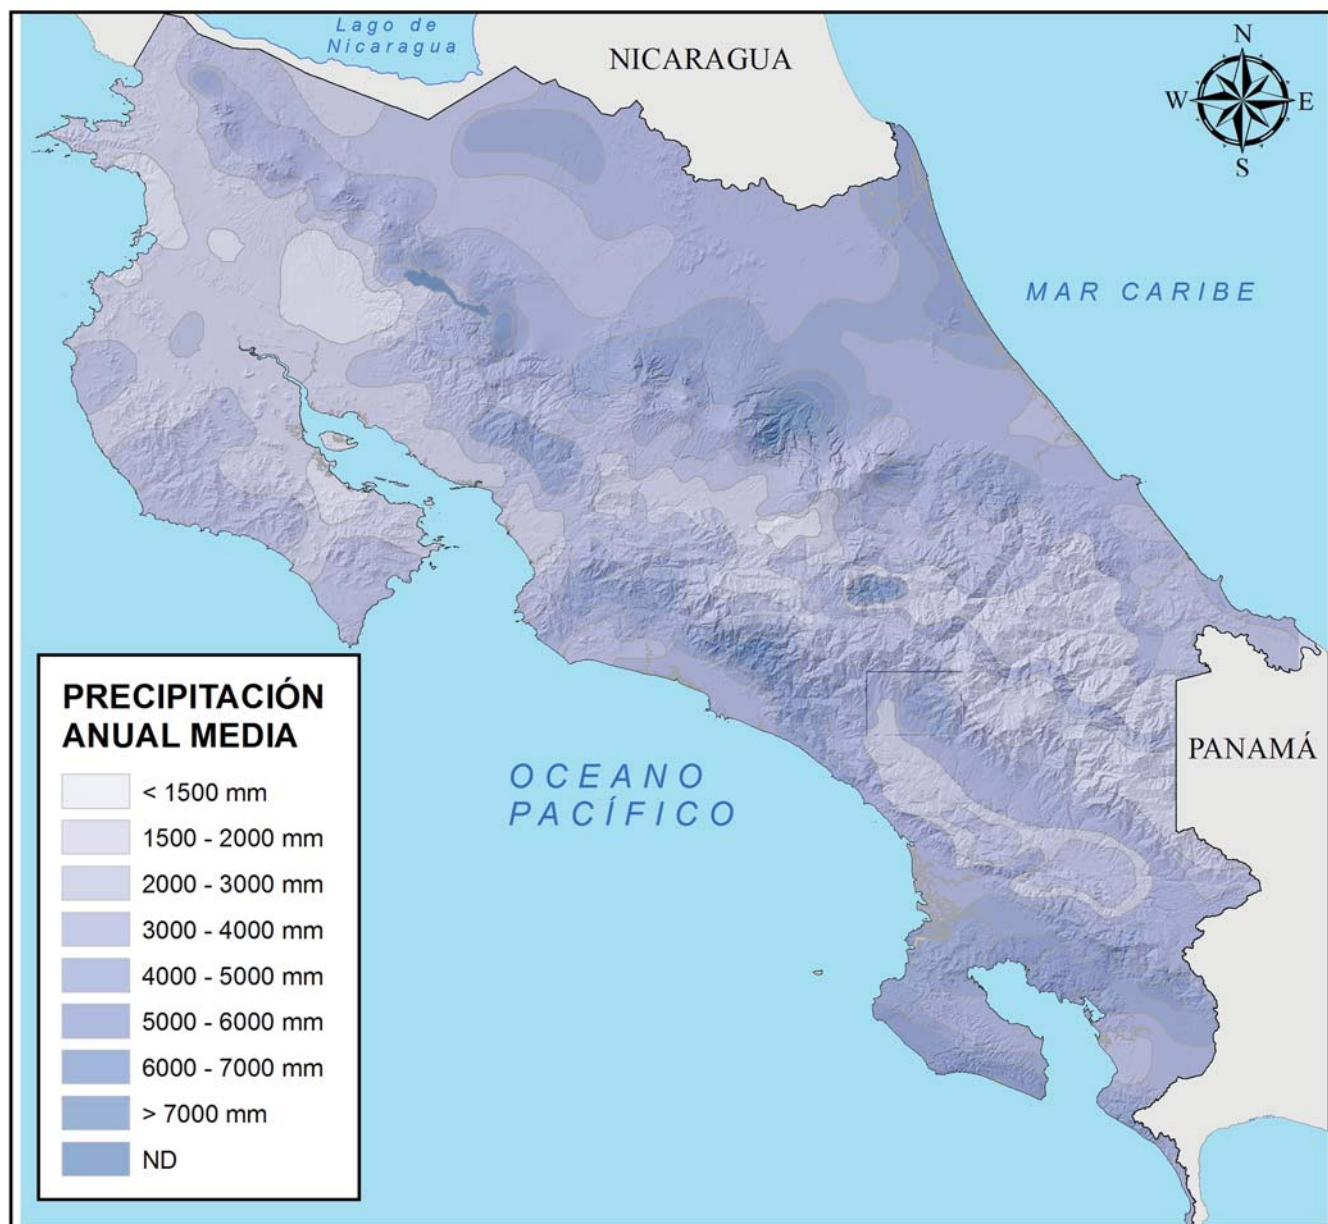 Lago de
Nicaragua
NICARAGUA
N
W
E
S
MAR CARIBE
PRECIPITACIÓN
ANUAL MEDIA
< 1500 mm
1500 - 2000 mm
2000 - 3000 mm
3000 - 4000 mm
4000 - 5000 mm
5000 - 6000 mm
6000 - 7000 mm
> 7000 mm
ND
OCEANO
PACÍFICO
PANAMÁ